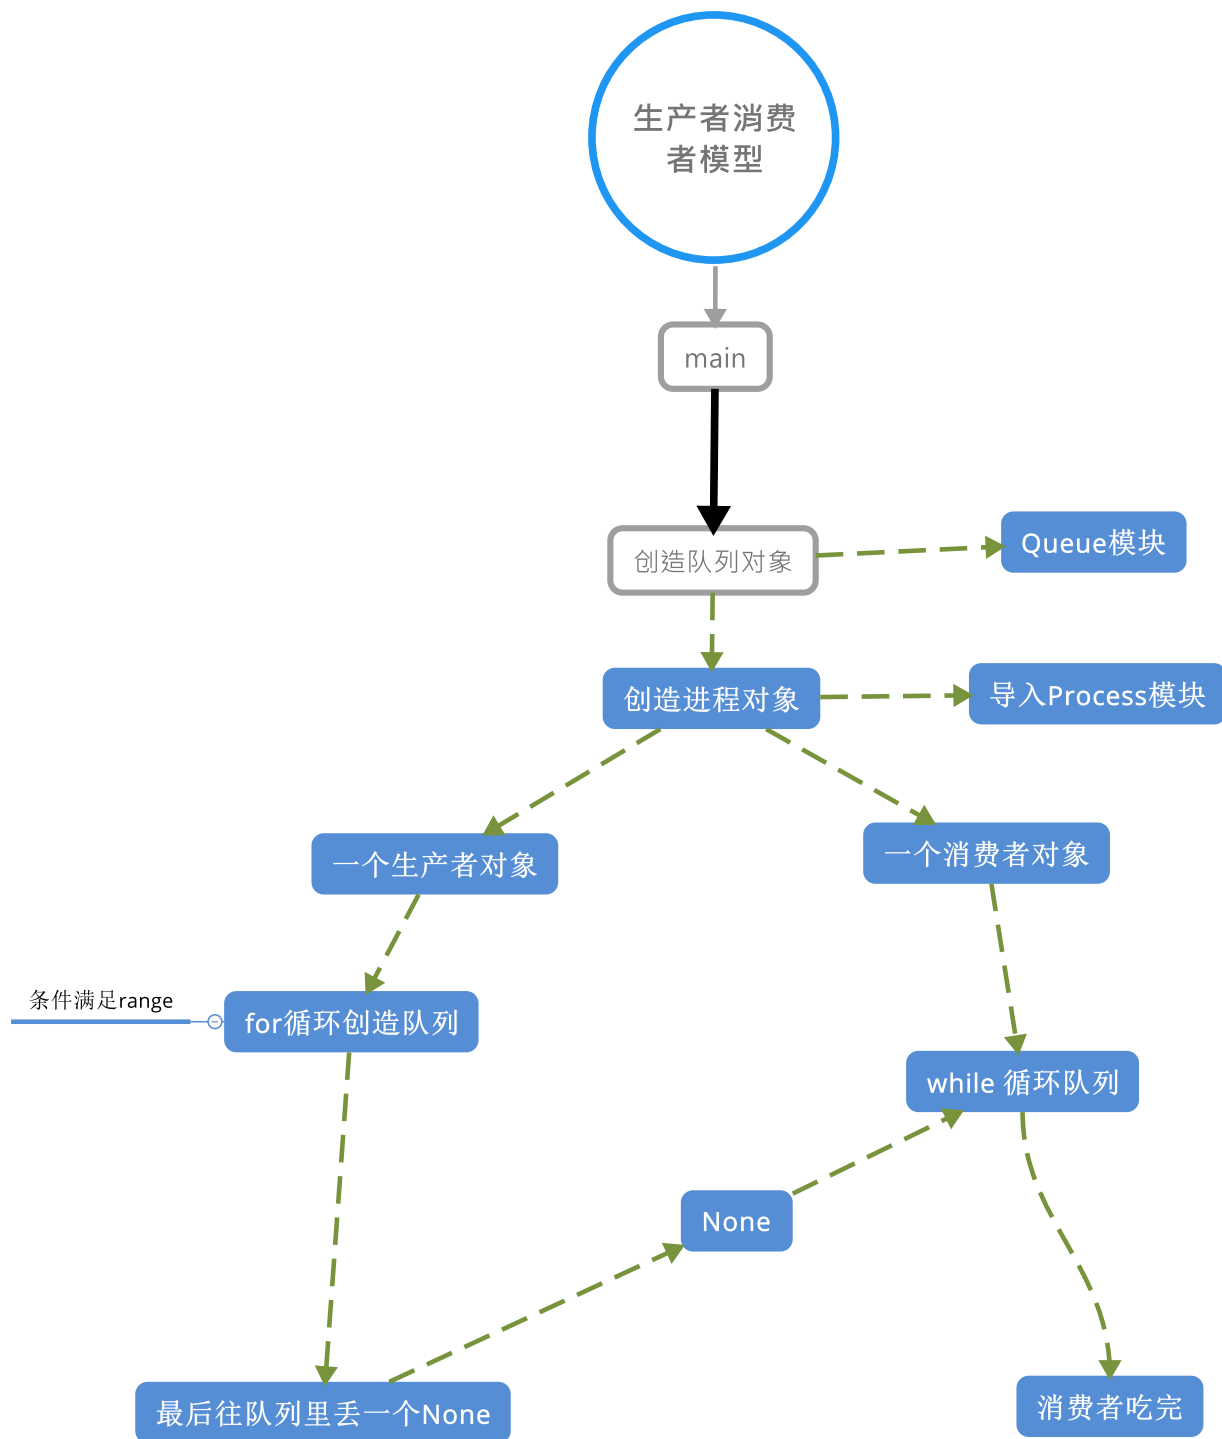 生产者消费
者模型
main
创造队列对象
Queue模块
创造进程对象
导入Process模块
一个生产者对象
一个消费者对象
条件满足range
for循环创造队列
while 循环队列
None
最后往队列里丢一个None
消费者吃完